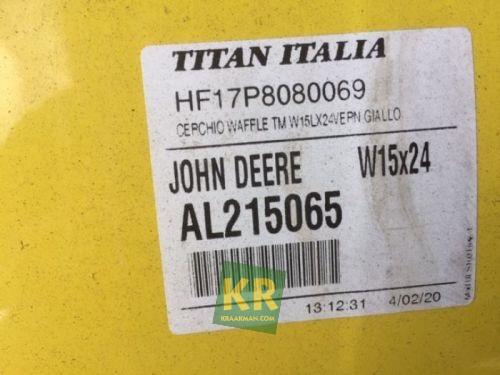 TITAN ITALIA
HF17P8080069
CERCHIO WAFFLE TM W15LX24VERN GIALLO
JOHN DEERE W15x24
AL215065
KR
KRAAKMAN.COM
13:12:31 4/02/20